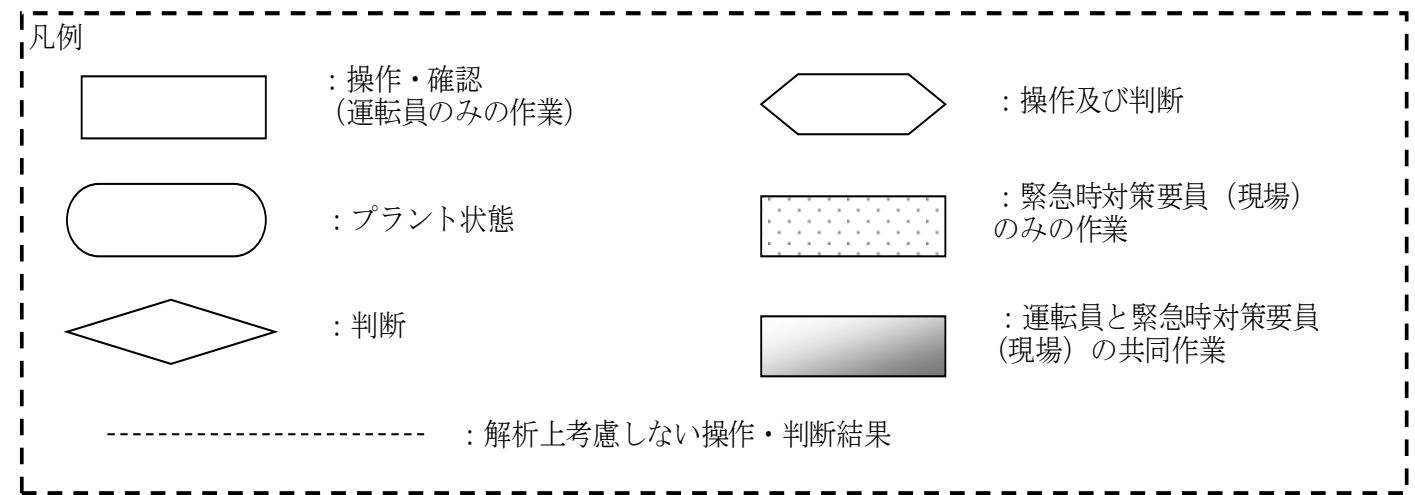 凡例
：操作・確認
（運転員のみの作業）
：操作及び判断
：プラント状態
：緊急時対策要員（現場）
のみの作業
：判断
：運転員と緊急時対策要員
（現場）の共同作業
：解析上考慮しない操作・判断結果